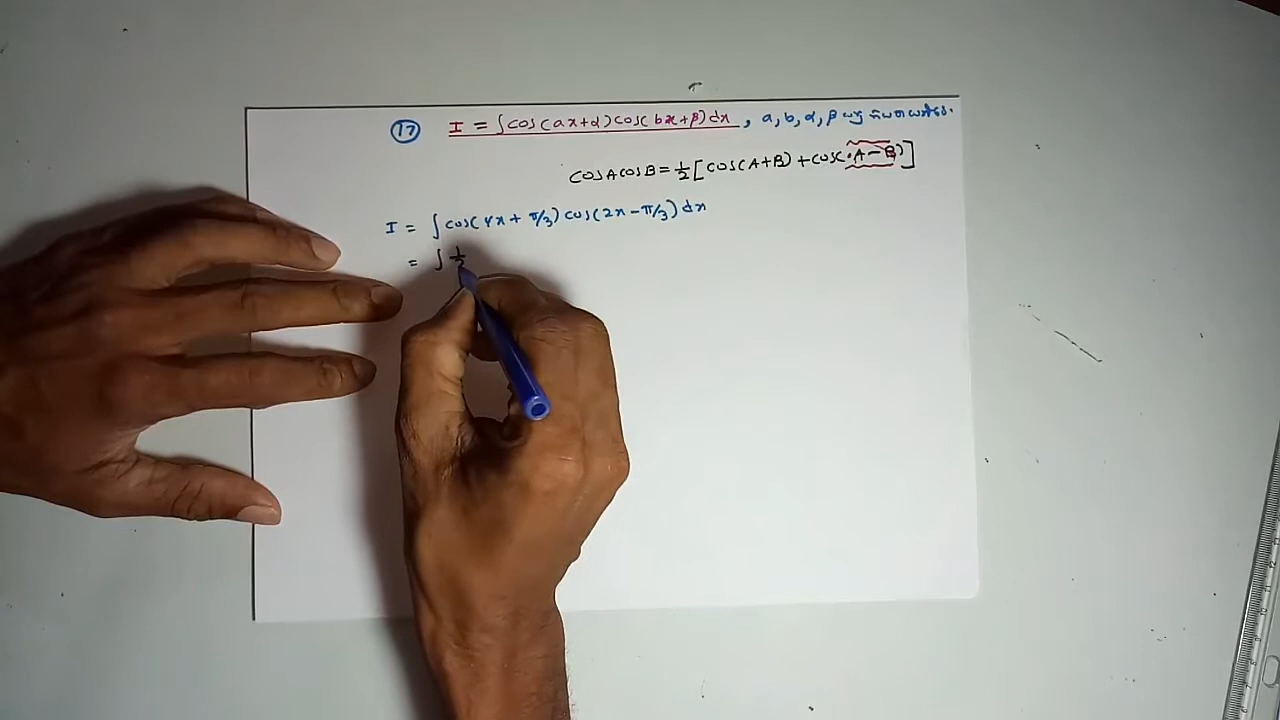 17 I = ∫cos(ax+α)cos(bx+β)dx , a, b, α, β
cosAcosB = 1/2 [cos(A+B) + cos(A-B)]
I = ∫ cos(4x + π/3) cos(2x - π/3) dx
= ∫ 1/2